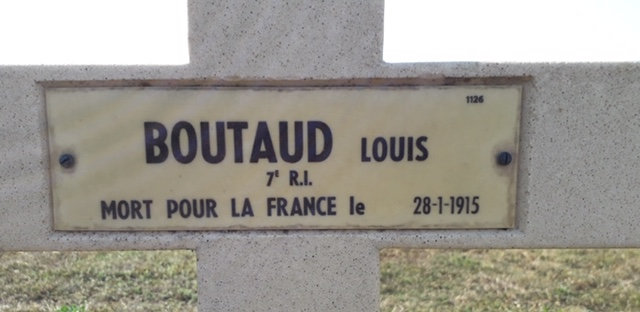 1126
BOUTAUD LOUIS
7E R.I.
MORT POUR LA FRANCE le 28-1-1915